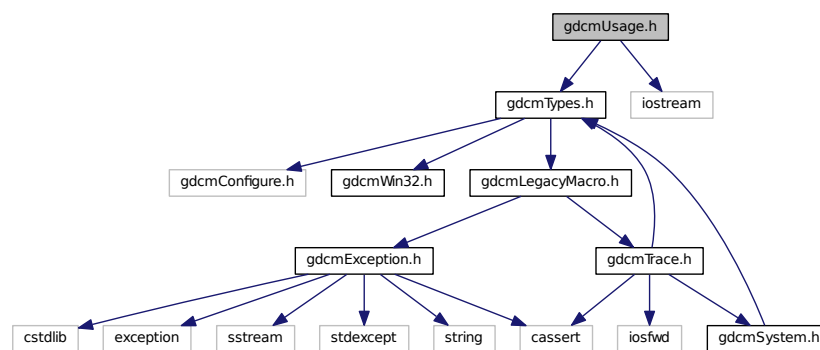 gdcmUsage.h
gdcmTypes.h
iostream
gdcmConfigure.h
gdcmWin32.h
gdcmLegacyMacro.h
gdcmException.h
gdcmTrace.h
cstdlib
exception
sstream
stdexcept
string
cassert
iosfwd
gdcmSystem.h